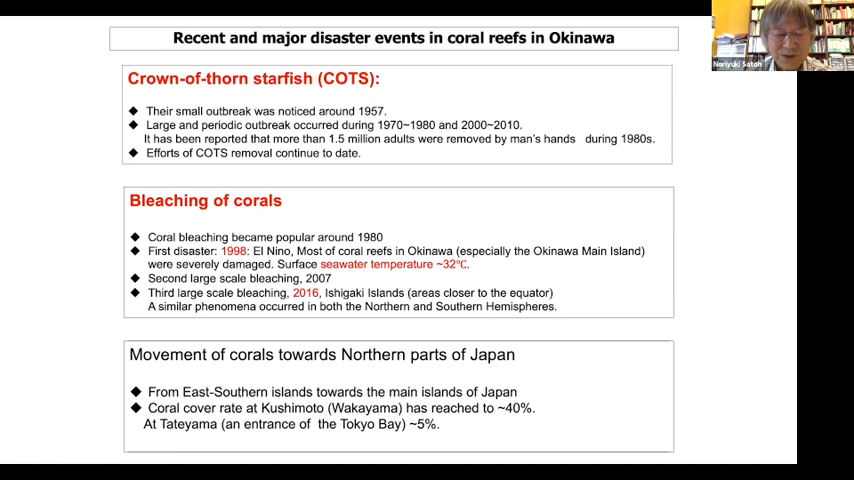 Recent and major disaster events in coral reefs in Okinawa
Noriyuki Satoh
Crown-of-thorn starfish (COTS):
◆ Their small outbreak was noticed around 1957.
◆ Large and periodic outbreak occurred during 1970~1980 and 2000~2010.
It has been reported that more than 1.5 million adults were removed by man's hands during 1980s.
◆ Efforts of COTS removal continue to date.
Bleaching of corals
◆ Coral bleaching became popular around 1980
◆ First disaster: 1998: El Nino, Most of coral reefs in Okinawa (especially the Okinawa Main Island)
were severely damaged. Surface seawater temperature ~32℃.
◆ Second large scale bleaching, 2007
◆ Third large scale bleaching, 2016, Ishigaki Islands (areas closer to the equator)
A similar phenomena occurred in both the Northern and Southern Hemispheres.
Movement of corals towards Northern parts of Japan
◆ From East-Southern islands towards the main islands of Japan
◆ Coral cover rate at Kushimoto (Wakayama) has reached to ~40%.
At Tateyama (an entrance of the Tokyo Bay) ~5%.